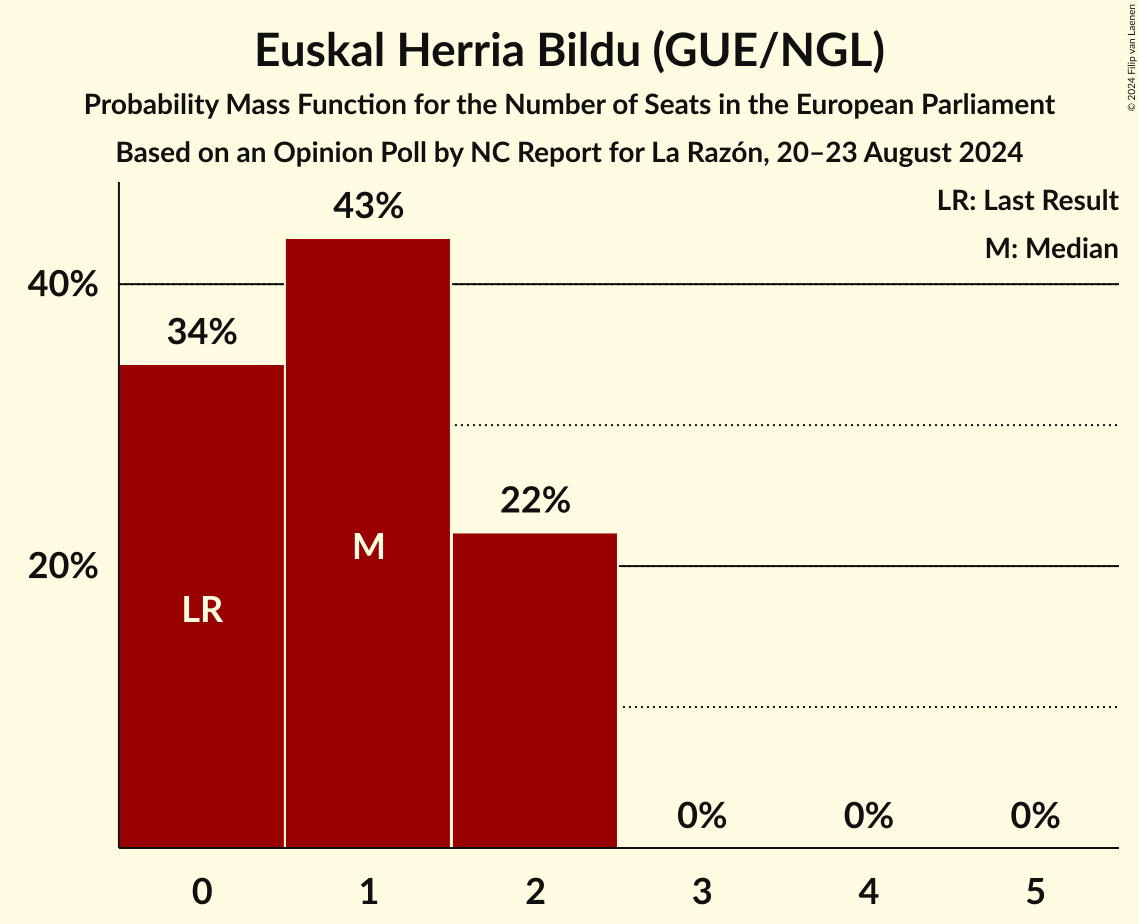 Euskal Herria Bildu (GUE/NGL)
Probability Mass Function for the Number of Seats in the European Parliament
Based on an Opinion Poll by NC Report for La Razón, 20–23 August 2024
© 2024 Filip van Laenen
LR: Last Result
M: Median
43%
40%
34%
22%
M
20%
LR
0% 0% 0%
0 1 2 3 4 5